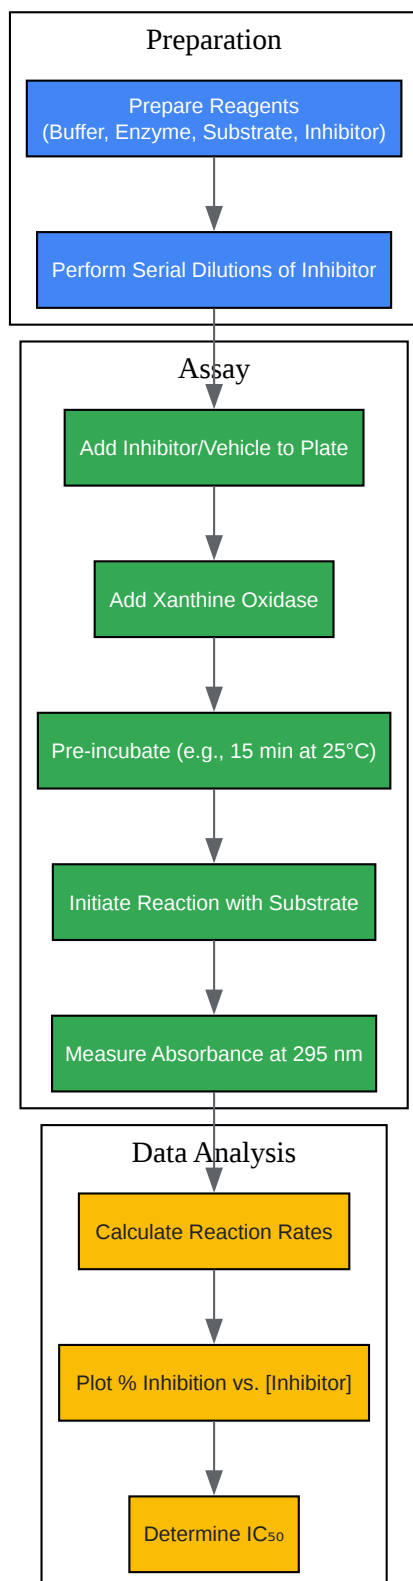 Preparation
Prepare Reagents
(Buffer, Enzyme, Substrate, Inhibitor)
Perform Serial Dilutions of Inhibitor
Assay
Add Inhibitor/Vehicle to Plate
Add Xanthine Oxidase
Pre-incubate (e.g., 15 min at 25°C)
Initiate Reaction with Substrate
Measure Absorbance at 295 nm
Data Analysis
Calculate Reaction Rates
Plot % Inhibition vs. [Inhibitor]
Determine IC₅₀